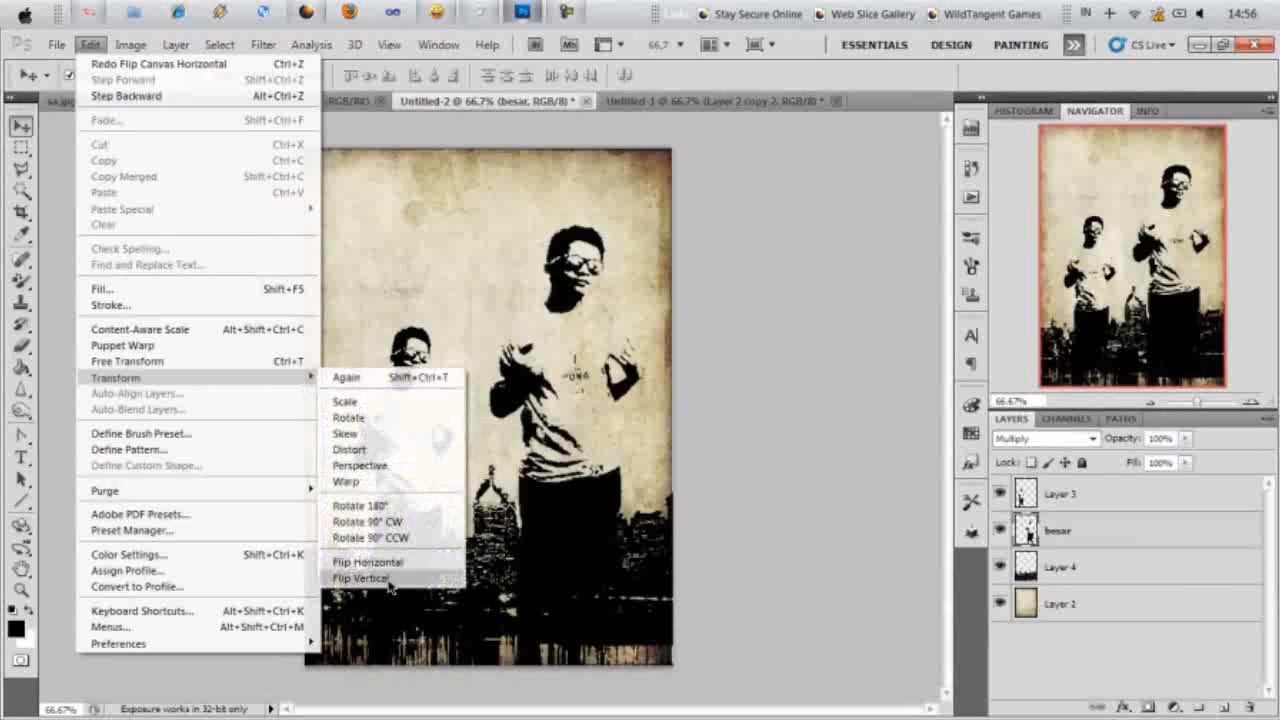 Stay Secure Online
Web Slice Gallery
WildTangent Games
IN
14:56
Ps File Edit Image Layer Select Filter Analysis 3D View Window Help
Br Mb 66,7
ESSENTIALS DESIGN PAINTING CS Live
Untitled-2 @ 66.7% (besar, RGB/8) *
Untitled-1 @ 66.7% (Layer 2 copy 2, RGB/8) *
Redo Flip Canvas Horizontal Ctrl+Z
Step Forward Shift+Ctrl+Z
Step Backward Alt+Ctrl+Z
Fade... Shift+Ctrl+F
Cut Ctrl+X
Copy Ctrl+C
Copy Merged Shift+Ctrl+C
Paste Ctrl+V
Paste Special
Clear
Check Spelling...
Find and Replace Text...
Fill... Shift+F5
Stroke...
Content-Aware Scale Alt+Shift+Ctrl+C
Puppet Warp
Free Transform Ctrl+T
Transform
Auto-Align Layers...
Auto-Blend Layers...
Define Brush Preset...
Define Pattern...
Define Custom Shape...
Purge
Adobe PDF Presets...
Preset Manager...
Color Settings... Shift+Ctrl+K
Assign Profile...
Convert to Profile...
Keyboard Shortcuts... Alt+Shift+Ctrl+K
Menus... Alt+Shift+Ctrl+M
Preferences
Again Shift+Ctrl+T
Scale
Rotate
Skew
Distort
Perspective
Warp
Rotate 180°
Rotate 90° CW
Rotate 90° CCW
Flip Horizontal
Flip Vertical
HISTOGRAM NAVIGATOR INFO
66.67%
LAYERS CHANNELS PATHS
Multiply Opacity: 100%
Lock: Fill: 100%
Layer 3
besar
Layer 4
Layer 2
66.67% Exposure works in 32-bit only